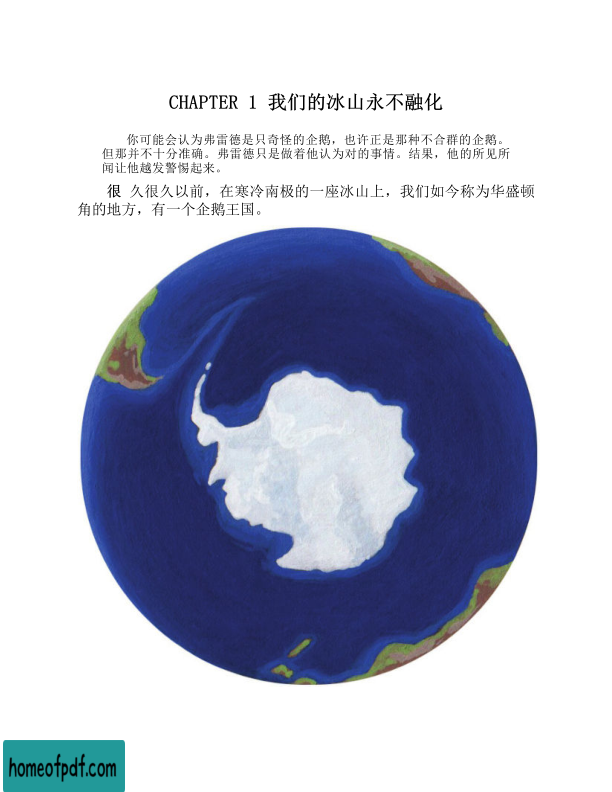 CHAPTER 1 我们的冰山永不融化
你可能会认为弗雷德是只奇怪的企鹅，也许正是那种不合群的企鹅。
但那并不十分准确。弗雷德只是做着他认为对的事情。结果，他的所见所
闻让他越发警惕起来。
很 久很久以前，在寒冷南极的一座冰山上，我们如今称为华盛顿
角的地方，有一个企鹅王国。
homeofpdf.com